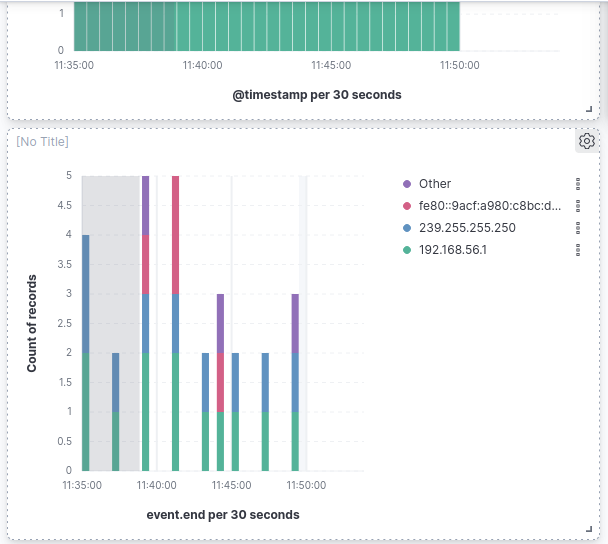 1
0
11:35:00 11:40:00 11:45:00 11:50:00
@timestamp per 30 seconds
[No Title]
5
4.5
4
3.5
3
2.5
2
1.5
1
0.5
0
Count of records
11:35:00 11:40:00 11:45:00 11:50:00
event.end per 30 seconds
Other
fe80::9acf:a980:c8bc:d...
239.255.255.250
192.168.56.1